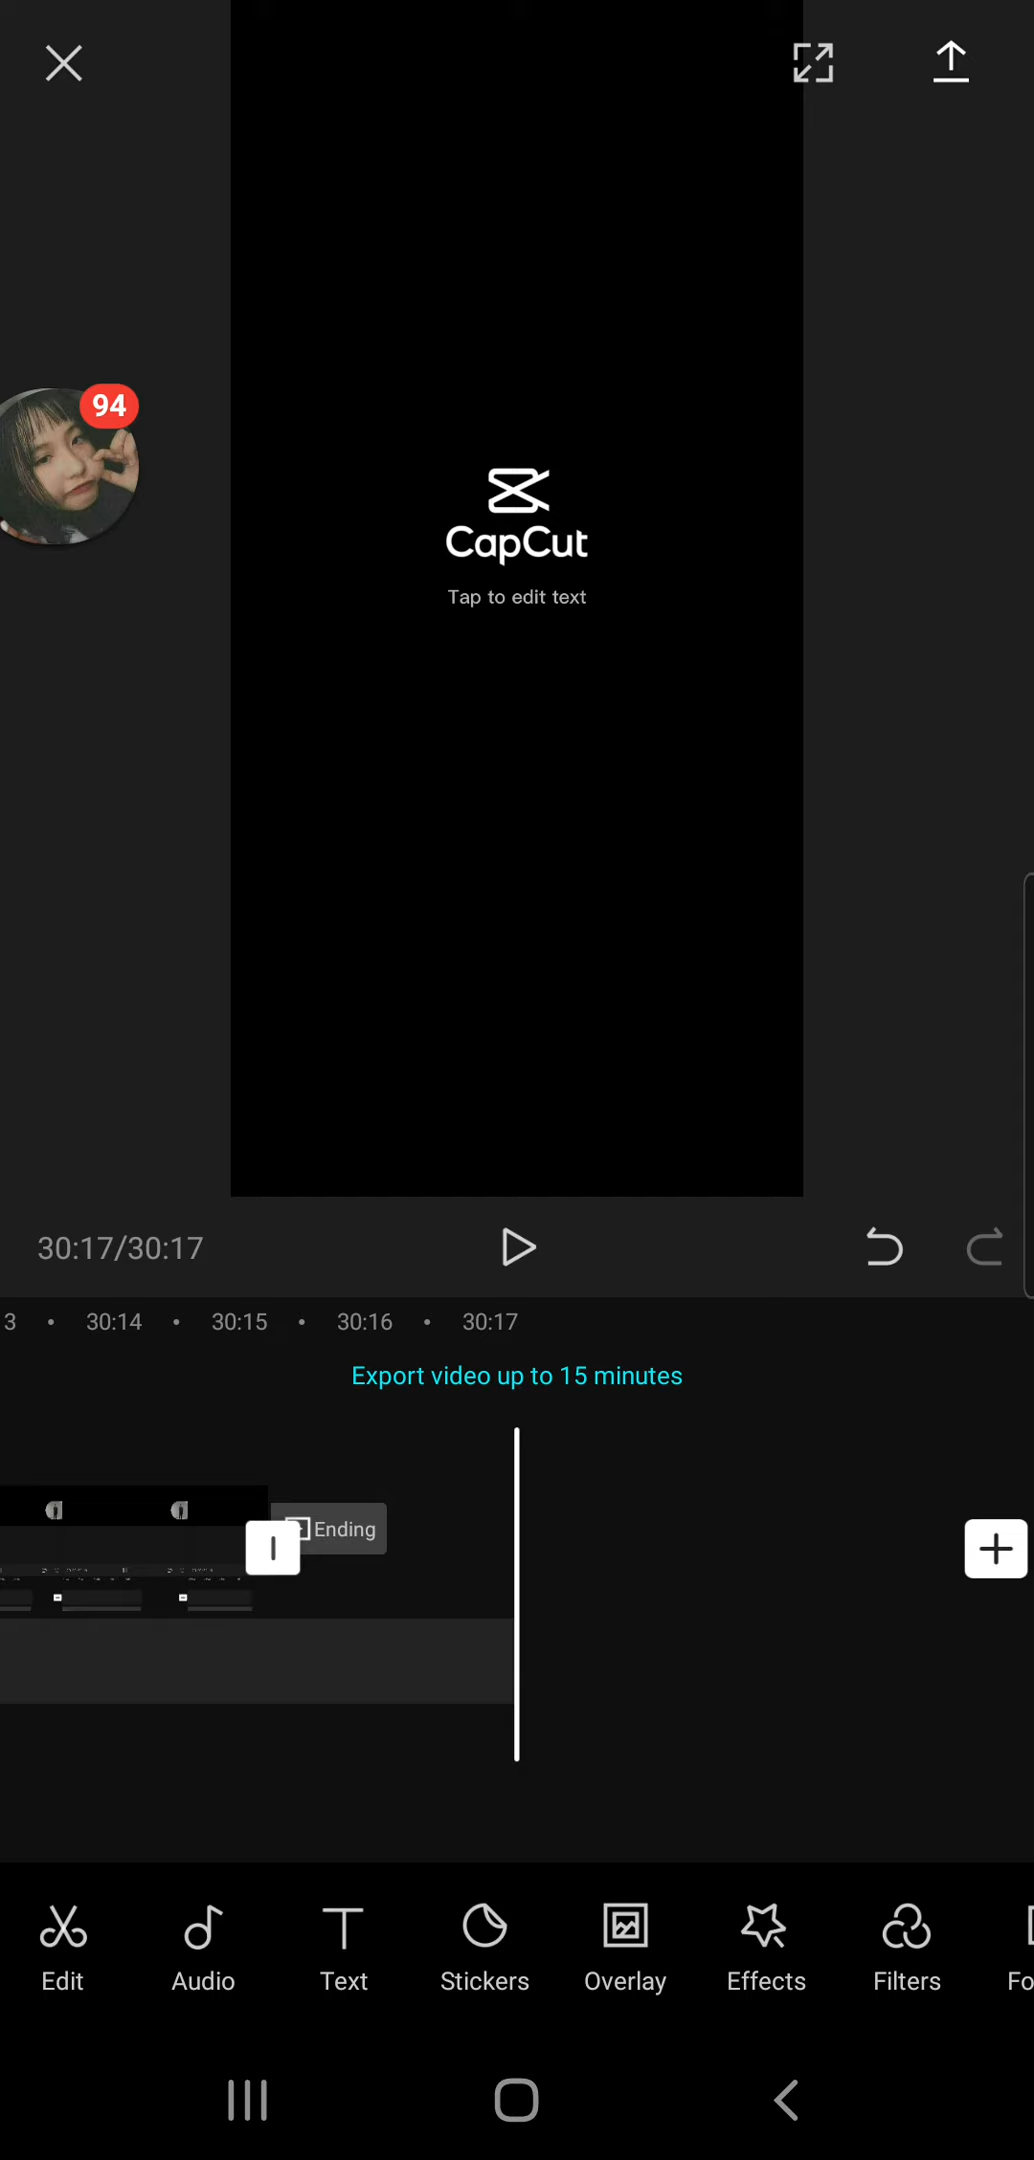 94
CapCut
Tap to edit text
30:17/30:17
3 • 30:14 • 30:15 • 30:16 • 30:17
Export video up to 15 minutes
Ending
Edit Audio Text Stickers Overlay Effects Filters Fo